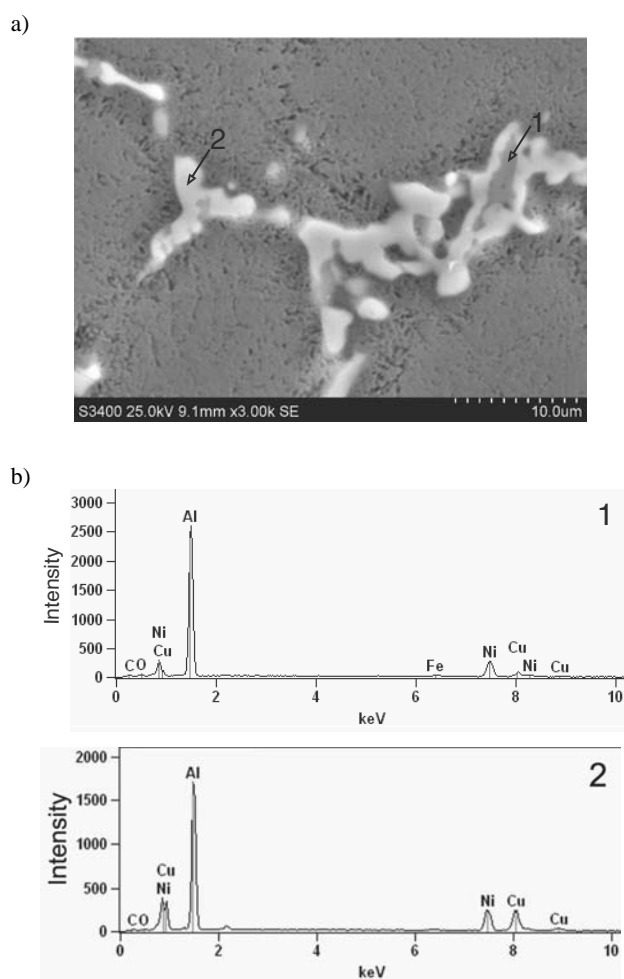 a)
2
1
S3400 25.0kV 9.1mm x3.00k SE
10.0um
b)
1
3000
2500
2000
1500
1000
500
0
Intensity
Al
Ni
Cu
C O
Fe
Ni
Cu
Ni
Cu
0
2
4
6
8
10
keV
2
2000
1500
1000
500
0
Intensity
Al
Cu
Ni
C O
Ni
Cu
Cu
0
2
4
6
8
10
keV